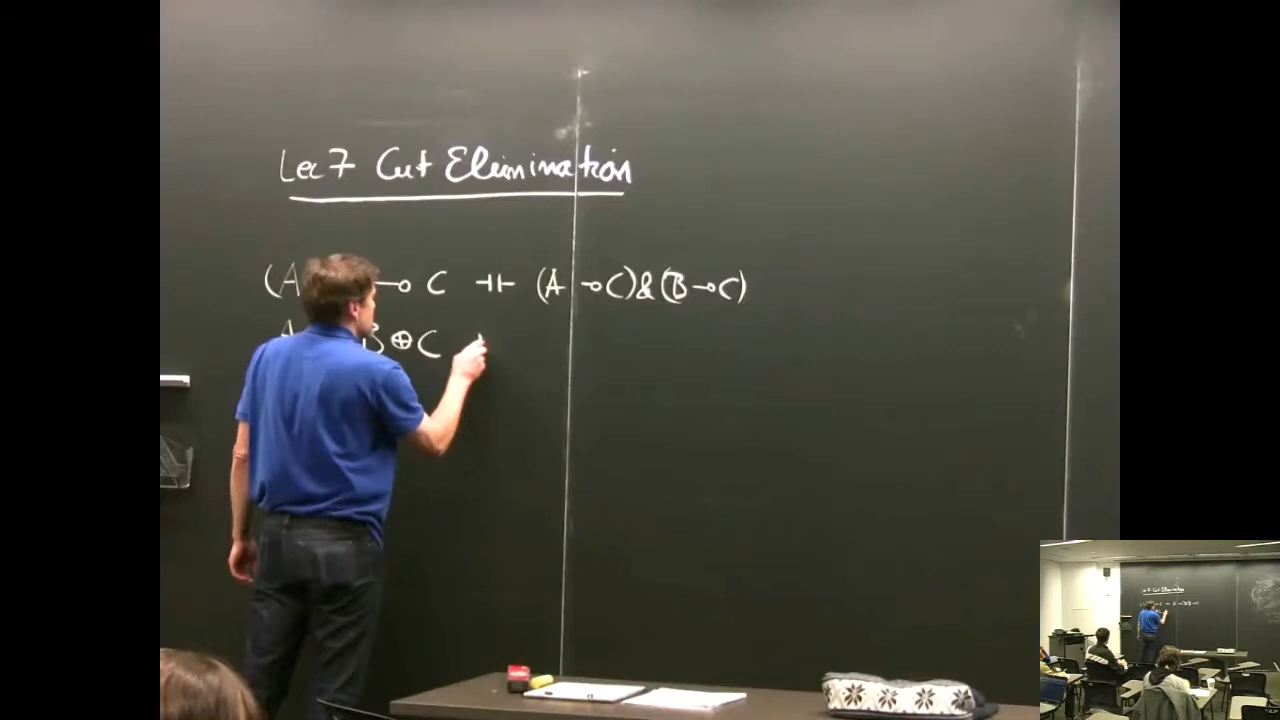 Lec 7 Cut Elimination
(A ⊸ C ⊣⊢ (A ⊸ C) & (B ⊸ C)
A B ⊕ C